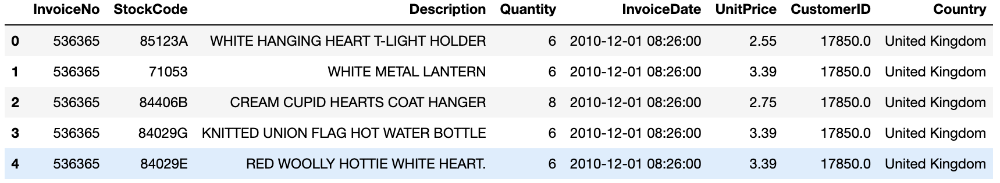 InvoiceNo StockCode Description Quantity InvoiceDate UnitPrice CustomerID Country
0 536365 85123A WHITE HANGING HEART T-LIGHT HOLDER 6 2010-12-01 08:26:00 2.55 17850.0 United Kingdom
1 536365 71053 WHITE METAL LANTERN 6 2010-12-01 08:26:00 3.39 17850.0 United Kingdom
2 536365 84406B CREAM CUPID HEARTS COAT HANGER 8 2010-12-01 08:26:00 2.75 17850.0 United Kingdom
3 536365 84029G KNITTED UNION FLAG HOT WATER BOTTLE 6 2010-12-01 08:26:00 3.39 17850.0 United Kingdom
4 536365 84029E RED WOOLLY HOTTIE WHITE HEART. 6 2010-12-01 08:26:00 3.39 17850.0 United Kingdom